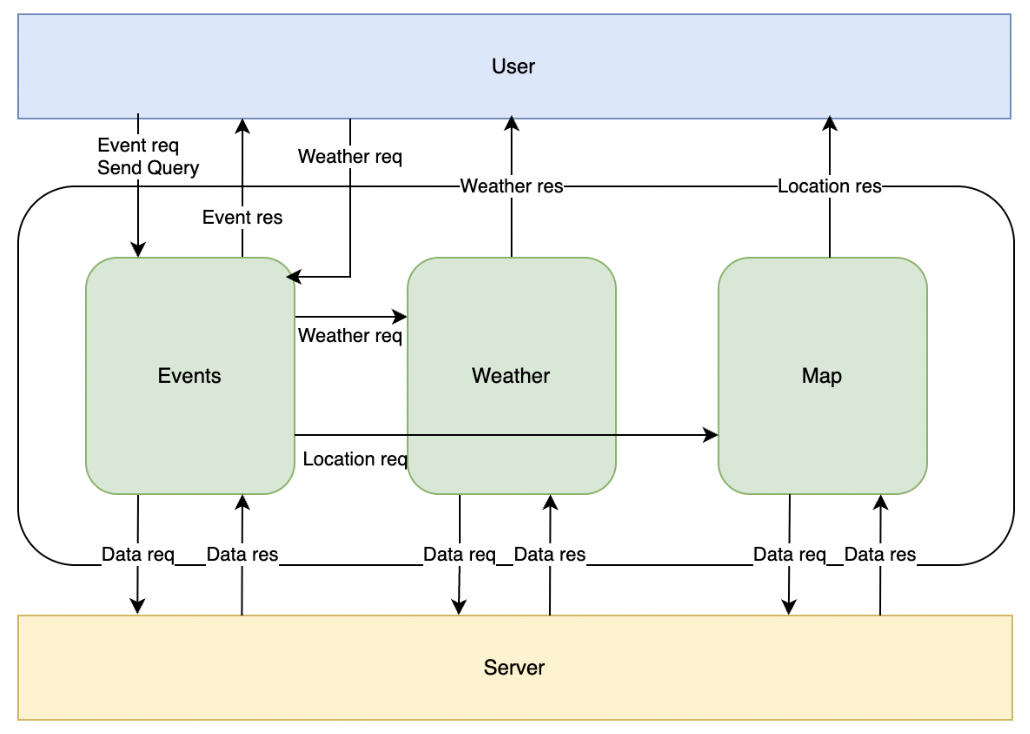 User
Event req
Send Query
Weather req
Weather res
Location res
Event res
Weather req
Events
Weather
Map
Location req
Data req
Data res
Data req
Data res
Data req
Data res
Server